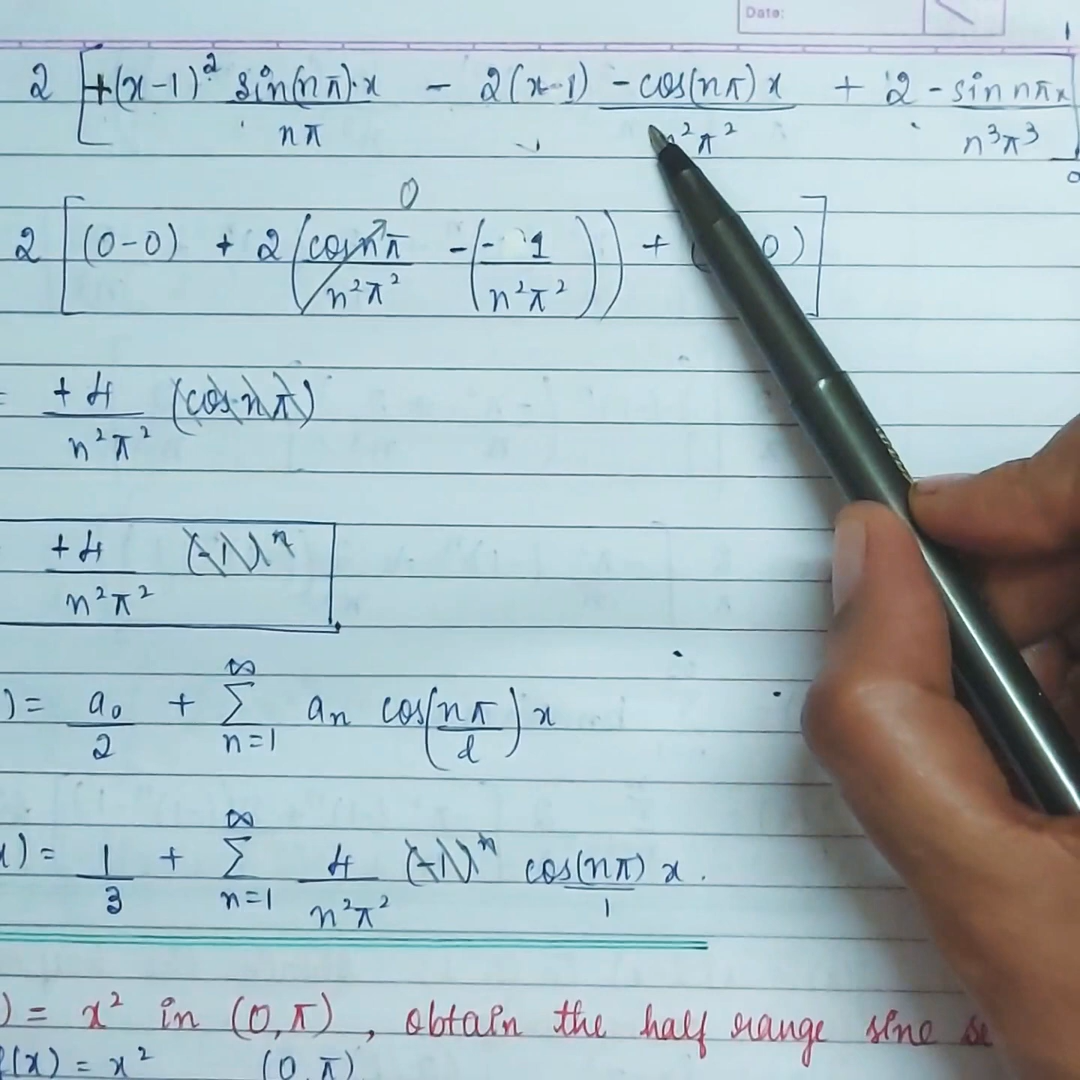 Date:
2 [+(x-1)² sin(nπ)·x / nπ - 2(x-1) -cos(nπ)x / n²π² + 2 -sin nπx / n³π³]₀¹
0
2 [(0-0) + 2 (cos nπ / n²π² - (-1 / n²π²)) + ( 0)]
= +4 / n²π² (cos nπ)
+4 / n²π² (-1)ⁿ
) = a₀/2 + ∞ Σ n=1 aₙ cos(nπ/l) x
x) = 1/3 + ∞ Σ n=1 4 / n²π² (-1)ⁿ cos(nπ)/1 x.
) = x² in (0,π), obtain the half range sine se
f(x) = x² (0,π)